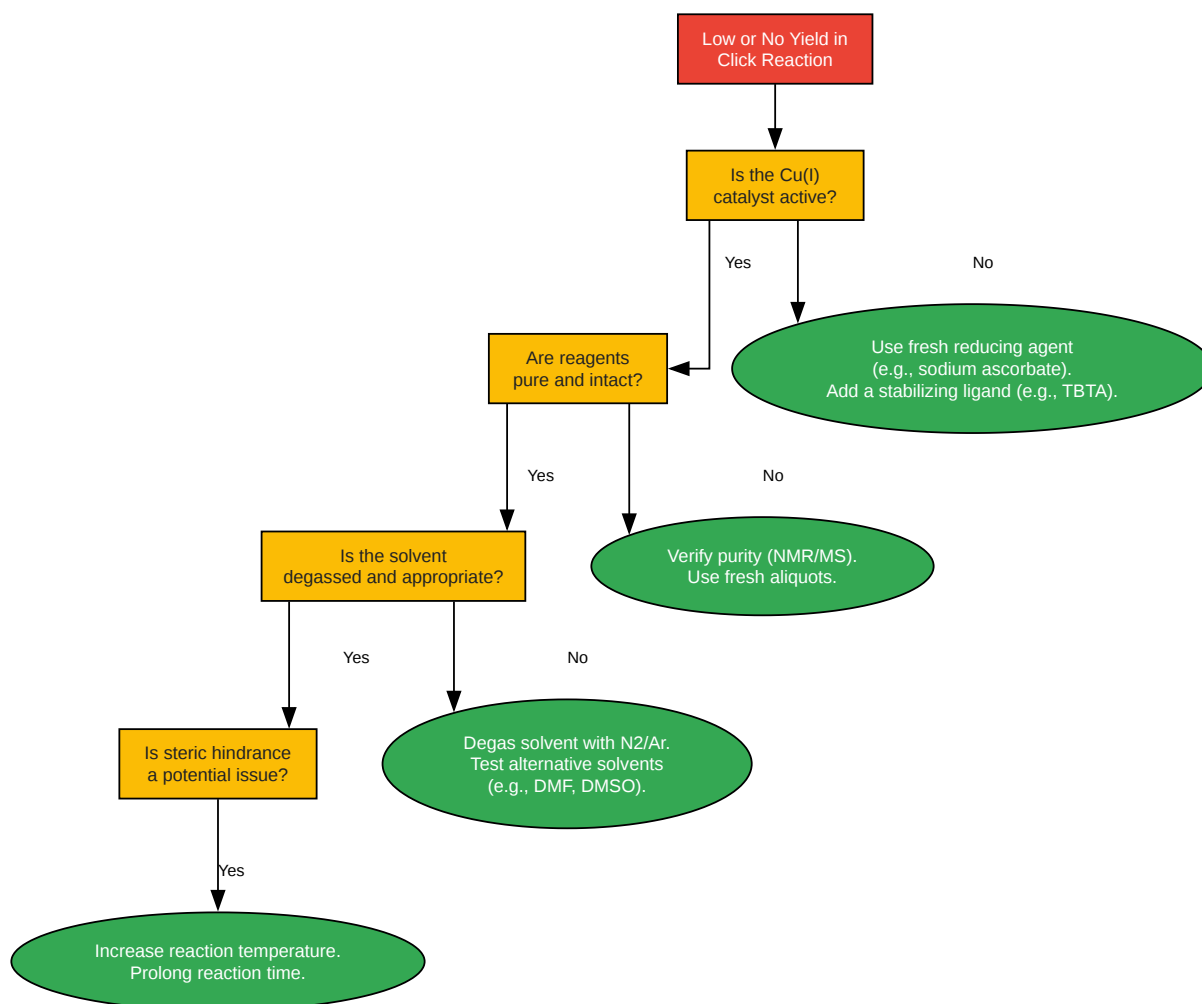 Low or No Yield in
Click Reaction
Is the Cu(I)
catalyst active?
Yes
No
Are reagents
pure and intact?
Use fresh reducing agent
(e.g., sodium ascorbate).
Add a stabilizing ligand (e.g., TBTA).
Yes
No
Is the solvent
degassed and appropriate?
Verify purity (NMR/MS).
Use fresh aliquots.
Yes
No
Is steric hindrance
a potential issue?
Degas solvent with N2/Ar.
Test alternative solvents
(e.g., DMF, DMSO).
Yes
Increase reaction temperature.
Prolong reaction time.